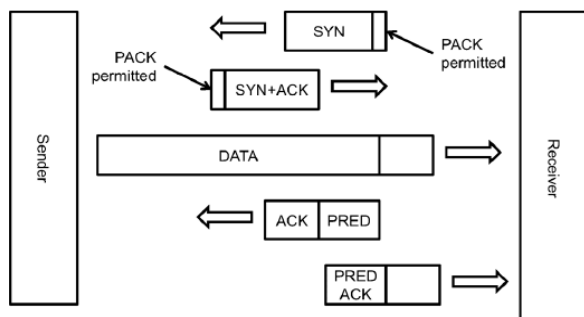 SYN
PACK
permitted
PACK
permitted
SYN+ACK
Sender
Receiver
DATA
ACK PRED
PRED
ACK